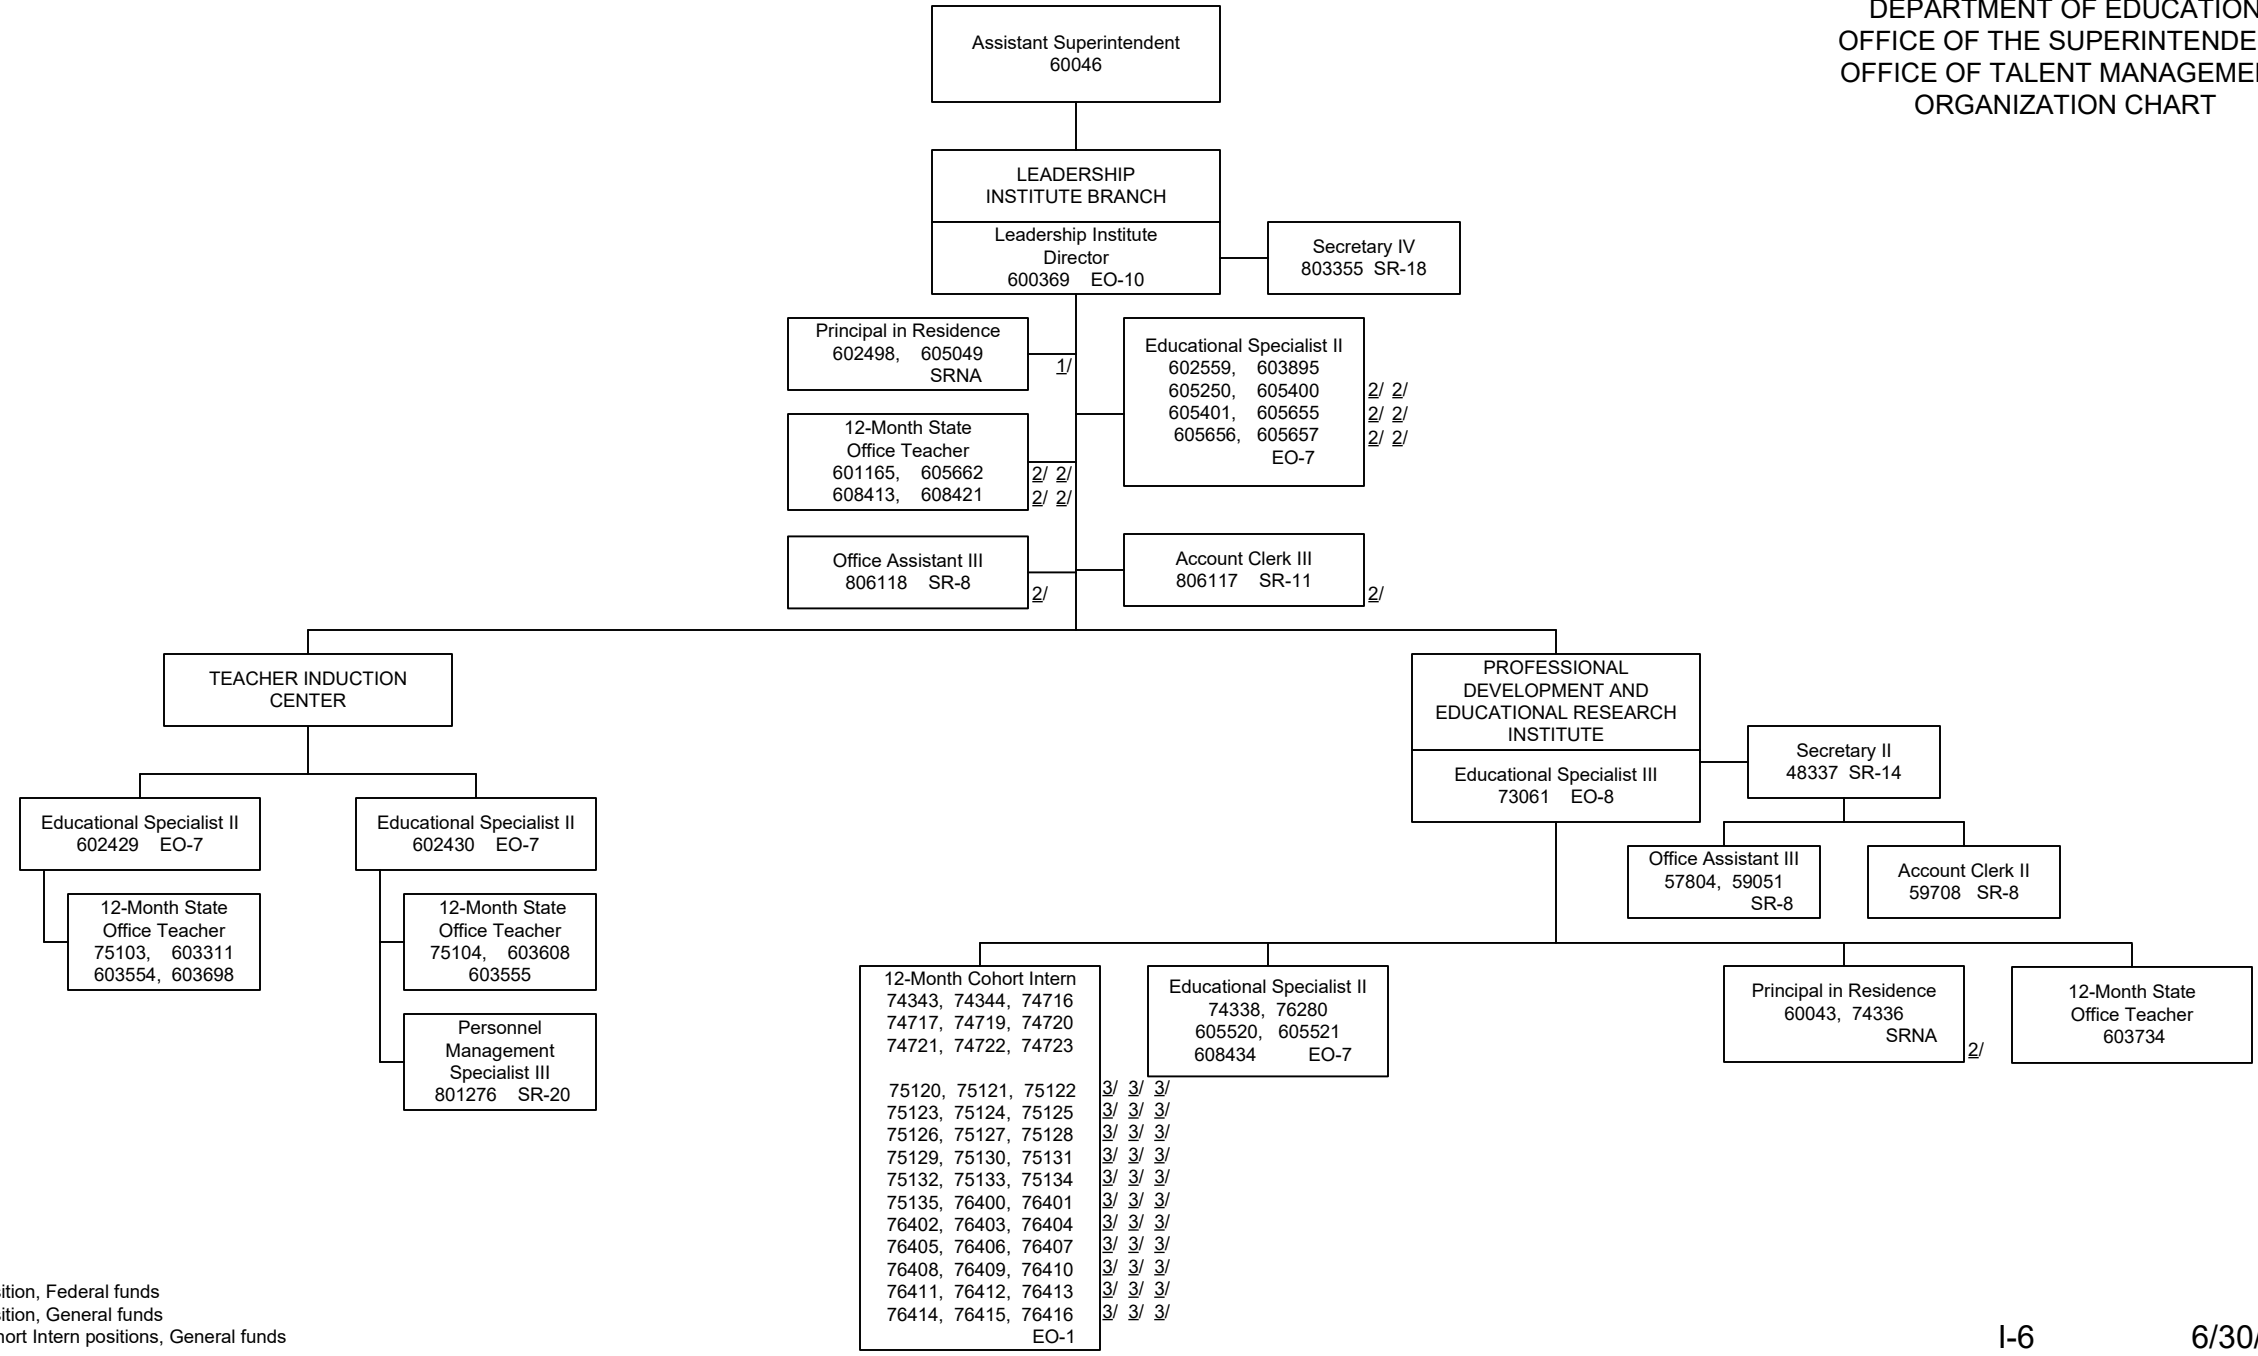 DEPARTMENT OF EDUCATION
OFFICE OF THE
OFFICE OF TALENT
ORGANIZATION CHART
Assistant Superintendent
60046
LEADERSHIP
INSTITUTE BRANCH
Leadership Institute
Director
600369 EO-10
Secretary IV
803355 SR-18
Principal in Residence
602498, 605049
SRNA
1/
Educational Specialist II
602559, 603895
605250, 605400 2/ 2/
605401, 605655 2/ 2/
605656, 605657 2/ 2/
EO-7
12-Month State
Office Teacher
601165, 605662 2/ 2/
608413, 608421 2/ 2/
Office Assistant III
806118 SR-8
2/
Account Clerk III
806117 SR-11
2/
TEACHER INDUCTION
CENTER
Educational Specialist II
602429 EO-7
12-Month State
Office Teacher
75103, 603311
603554, 603698
Educational Specialist II
602430 EO-7
12-Month State
Office Teacher
75104, 603608
603555
Personnel
Management
Specialist III
801276 SR-20
PROFESSIONAL
DEVELOPMENT AND
EDUCATIONAL RESEARCH
INSTITUTE
Educational Specialist III
73061 EO-8
Secretary II
48337 SR-14
Office Assistant III
57804, 59051
SR-8
Account Clerk II
59708 SR-8
12-Month Cohort Intern
74343, 74344, 74716
74717, 74719, 74720
74721, 74722, 74723
75120, 75121, 75122 3/ 3/ 3/
75123, 75124, 75125 3/ 3/ 3/
75126, 75127, 75128 3/ 3/ 3/
75129, 75130, 75131 3/ 3/ 3/
75132, 75133, 75134 3/ 3/ 3/
75135, 76400, 76401 3/ 3/ 3/
76402, 76403, 76404 3/ 3/ 3/
76405, 76406, 76407 3/ 3/ 3/
76408, 76409, 76410 3/ 3/ 3/
76411, 76412, 76413 3/ 3/ 3/
76414, 76415, 76416 3/ 3/ 3/
EO-1
Educational Specialist II
74338, 76280
605520, 605521
608434 EO-7
Principal in Residence
60043, 74336
SRNA
2/
12-Month State
Office Teacher
603734
Federal funds
General funds
Intern positions, General funds
I-6 6/30/